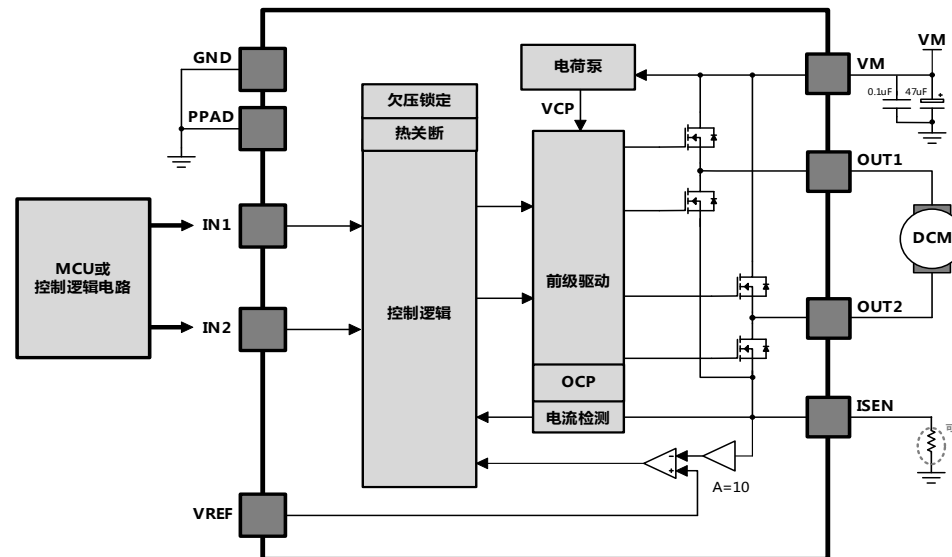 GND
PPAD
欠压锁定
热关断
电荷泵
VCP
VM
VM
0.1uF
47uF
+
OUT1
MCU或
控制逻辑电路
IN1
IN2
控制逻辑
前级驱动
DCM
OUT2
OCP
电流检测
ISEN
A=10
VREF